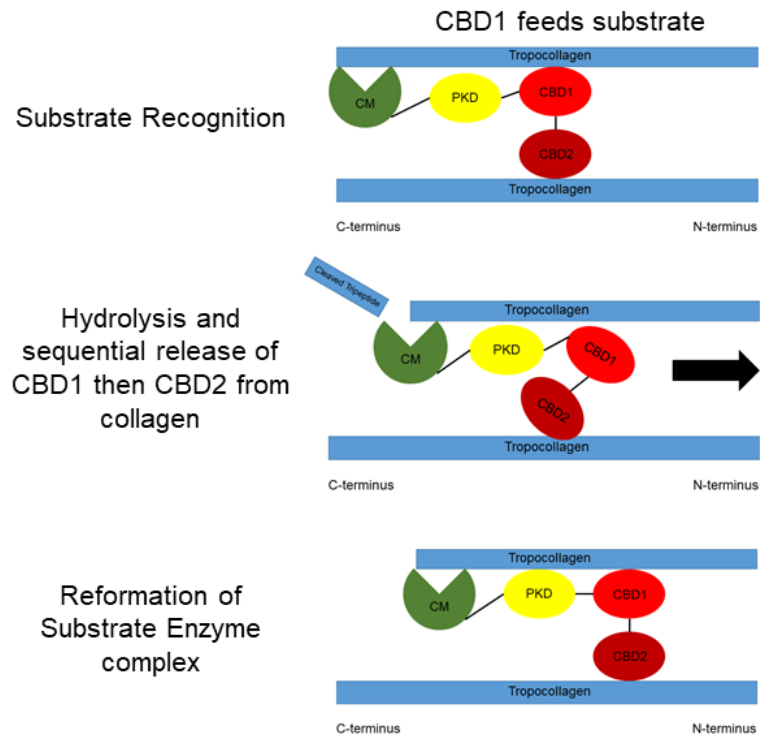 CBD1 feeds substrate
Tropocollagen
CM
PKD
CBD1
Substrate Recognition
CBD2
Tropocollagen
C-terminus
N-terminus
Cleaved Tripeptide
Tropocollagen
Hydrolysis and
sequential release of
CBD1 then CBD2 from
collagen
CM
PKD
CBD1
CBD2
Tropocollagen
C-terminus
N-terminus
Tropocollagen
Reformation of
Substrate Enzyme
complex
CM
PKD
CBD1
CBD2
Tropocollagen
C-terminus
N-terminus